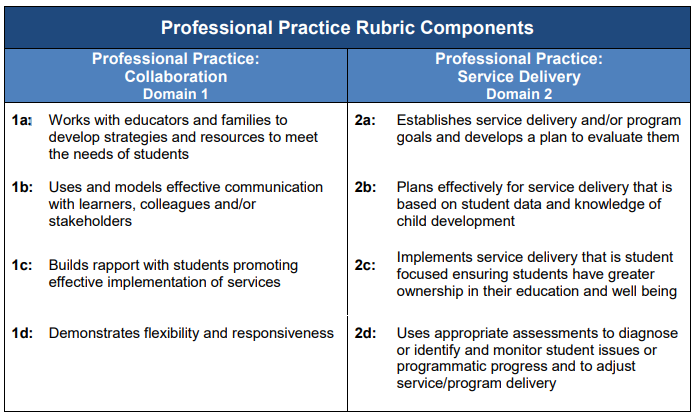 Professional Practice Rubric Components
Professional Practice:
Collaboration
Domain 1
Professional Practice:
Service Delivery
Domain 2
1a: Works with educators and families to
develop strategies and resources to meet
the needs of students
2a: Establishes service delivery and/or program
goals and develops a plan to evaluate them
1b: Uses and models effective communication
with learners, colleagues and/or
stakeholders
2b: Plans effectively for service delivery that is
based on student data and knowledge of
child development
1c: Builds rapport with students promoting
effective implementation of services
2c: Implements service delivery that is student
focused ensuring students have greater
ownership in their education and well being
1d: Demonstrates flexibility and responsiveness
2d: Uses appropriate assessments to diagnose
or identify and monitor student issues or
programmatic progress and to adjust
service/program delivery